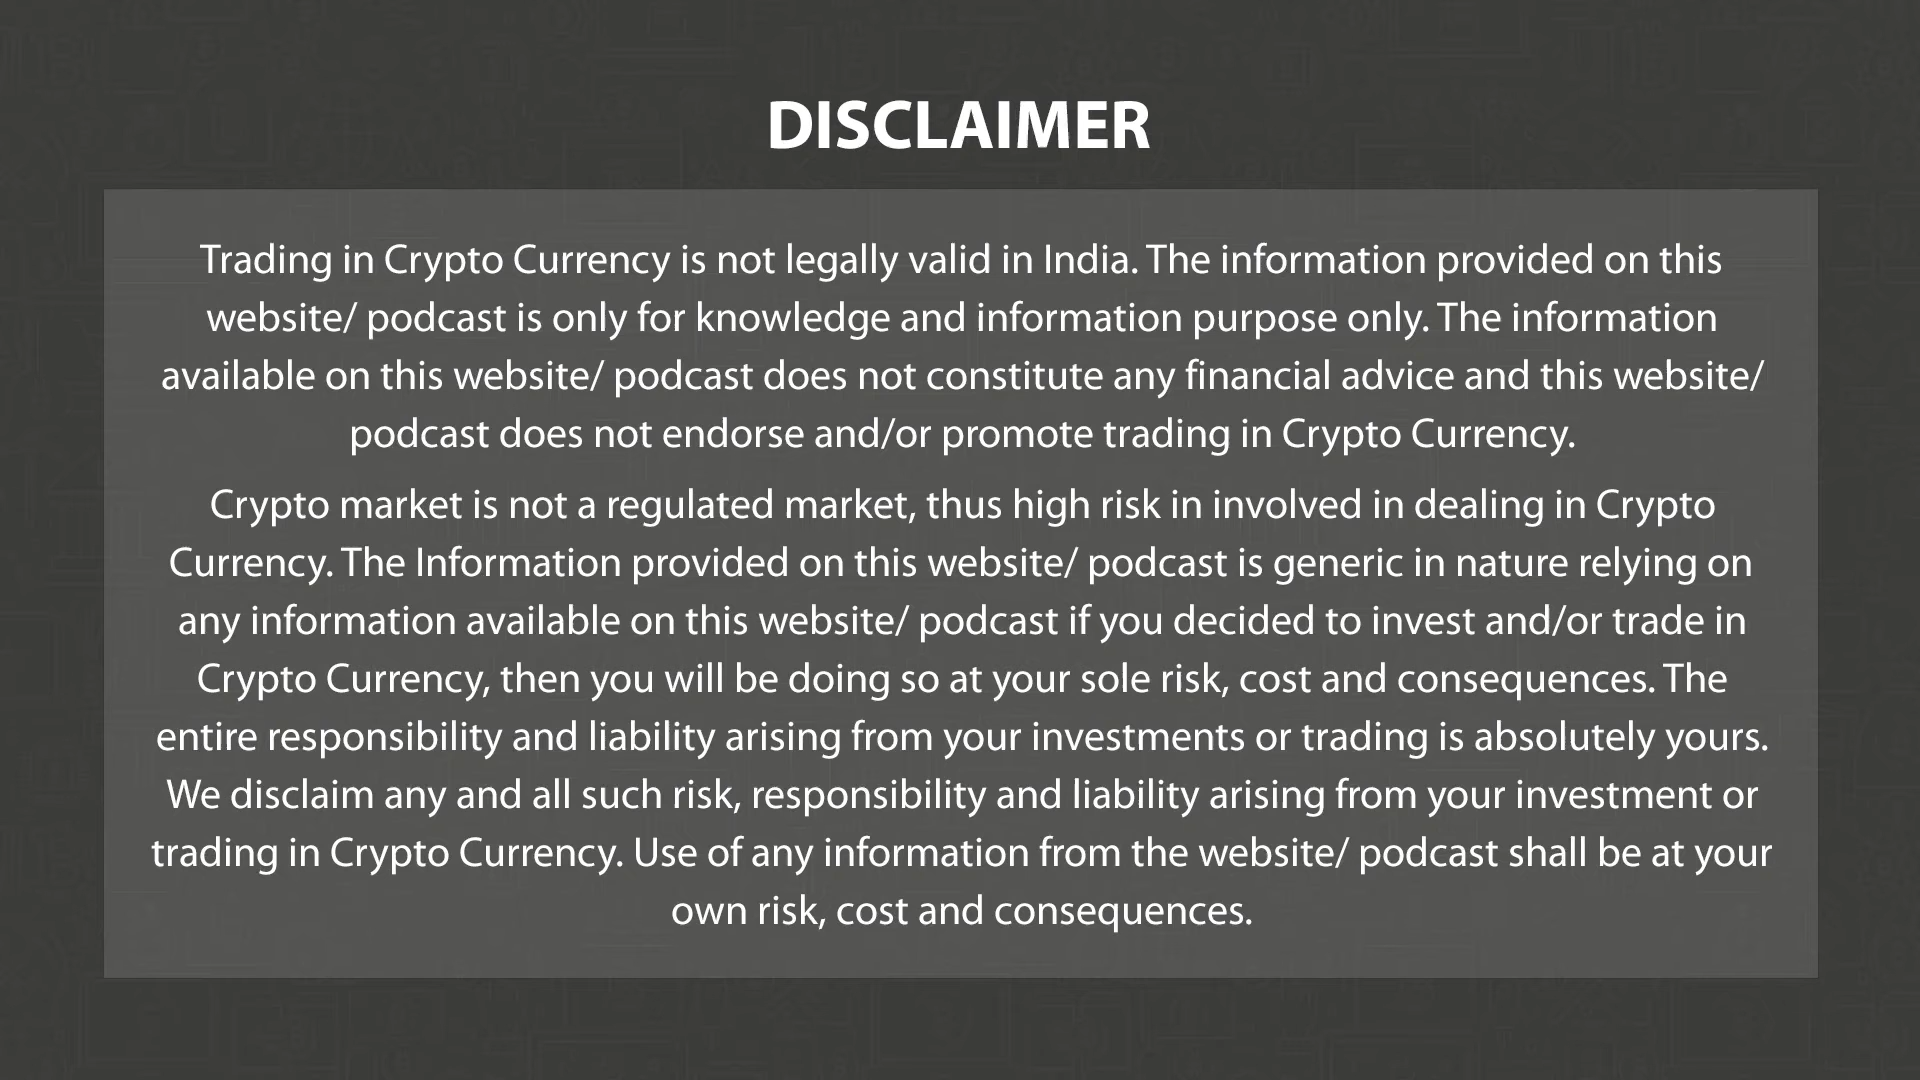 DISCLAIMER
Trading in Crypto Currency is not legally valid in India. The information provided on this
website/ podcast is only for knowledge and information purpose only. The information
available on this website/ podcast does not constitute any financial advice and this website/
podcast does not endorse and/or promote trading in Crypto Currency.
Crypto market is not a regulated market, thus high risk in involved in dealing in Crypto
Currency. The Information provided on this website/ podcast is generic in nature relying on
any information available on this website/ podcast if you decided to invest and/or trade in
Crypto Currency, then you will be doing so at your sole risk, cost and consequences. The
entire responsibility and liability arising from your investments or trading is absolutely yours.
We disclaim any and all such risk, responsibility and liability arising from your investment or
trading in Crypto Currency. Use of any information from the website/ podcast shall be at your
own risk, cost and consequences.